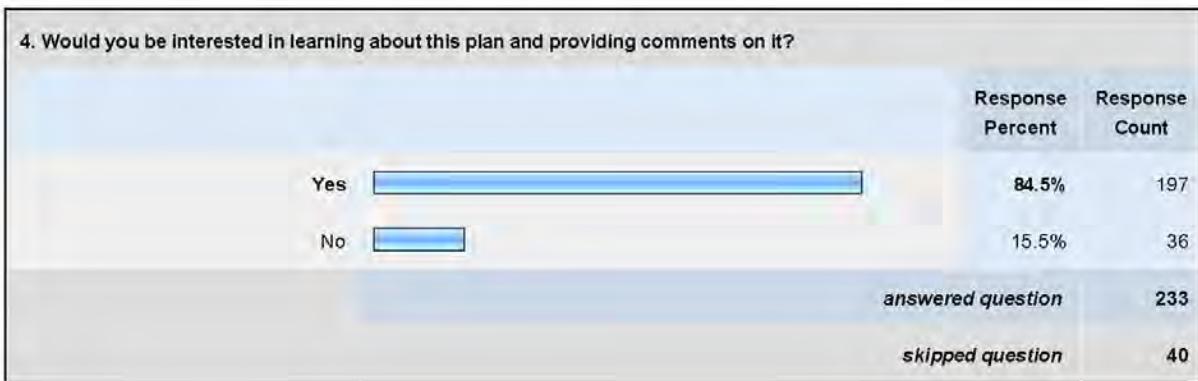 4. Would you be interested in learning about this plan and providing comments on it?
Response Percent Response Count
Yes 84.5% 197
No 15.5% 36
answered question 233
skipped question 40